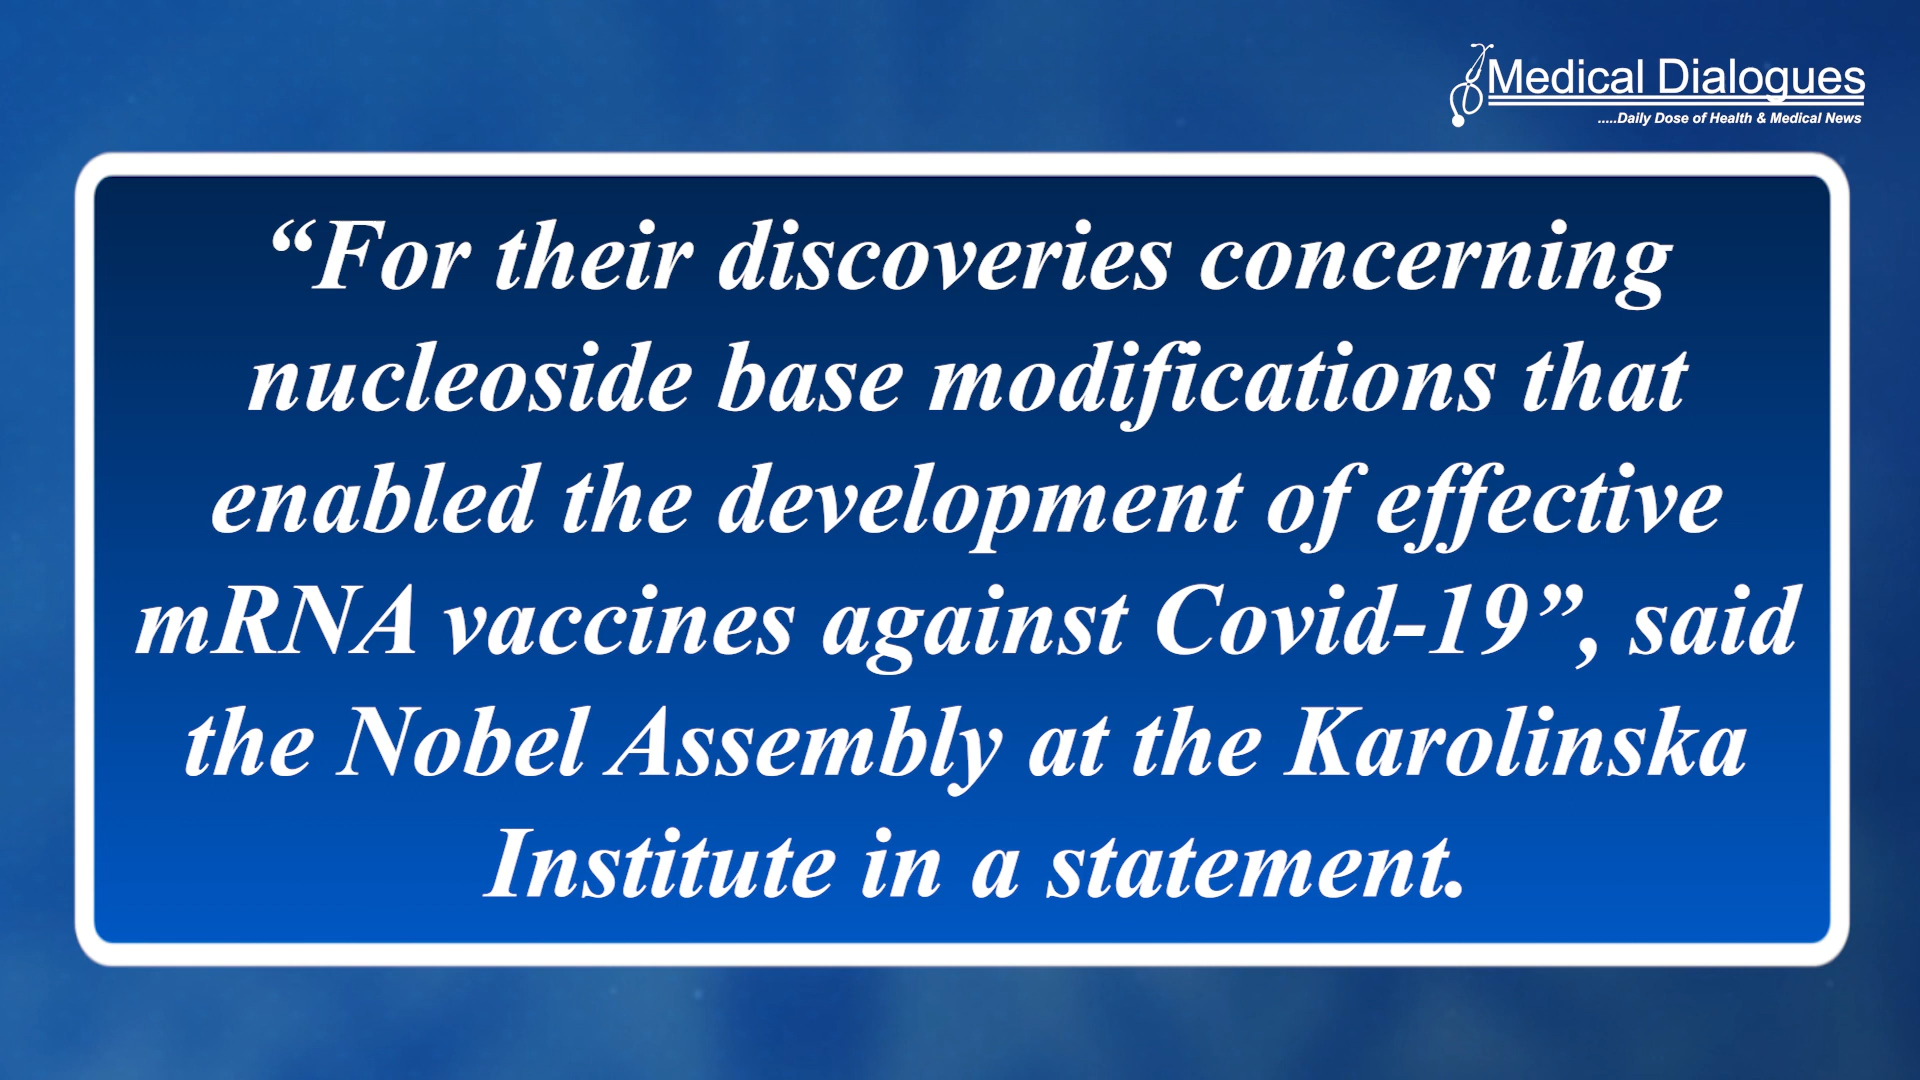 Medical Dialogues
.....Daily Dose of Health & Medical News
“For their discoveries concerning
nucleoside base modifications that
enabled the development of effective
mRNA vaccines against Covid-19”, said
the Nobel Assembly at the Karolinska
Institute in a statement.